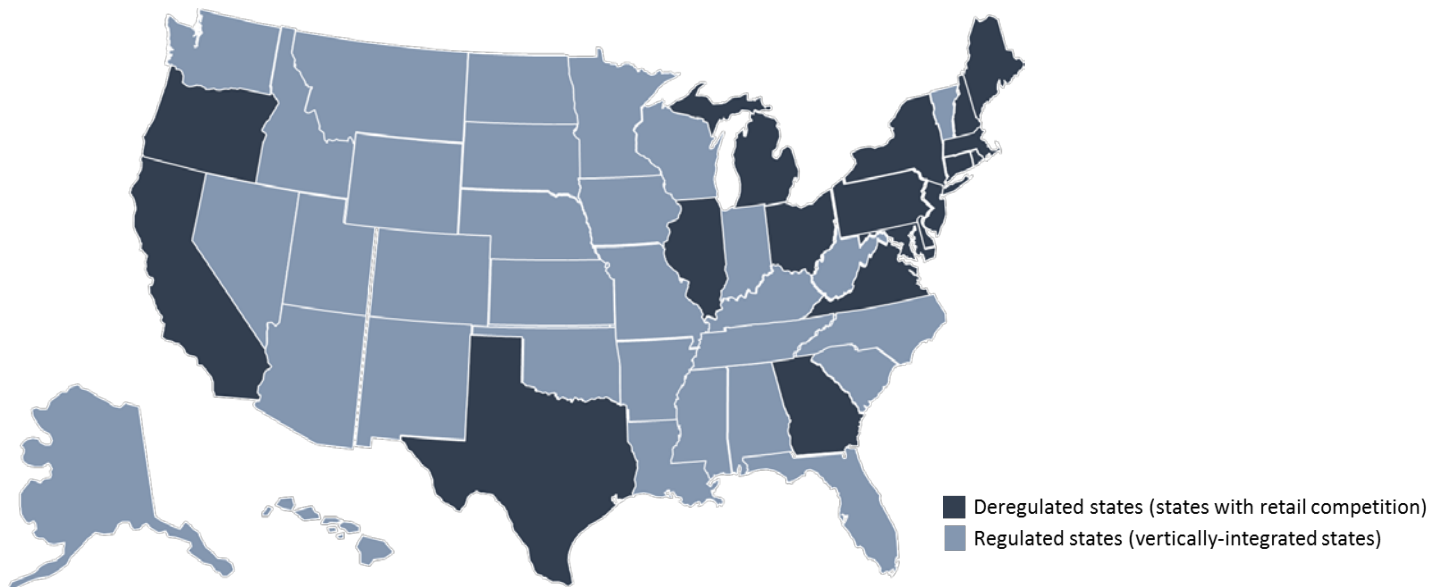 Deregulated states (states with retail competition)
Regulated states (vertically-integrated states)